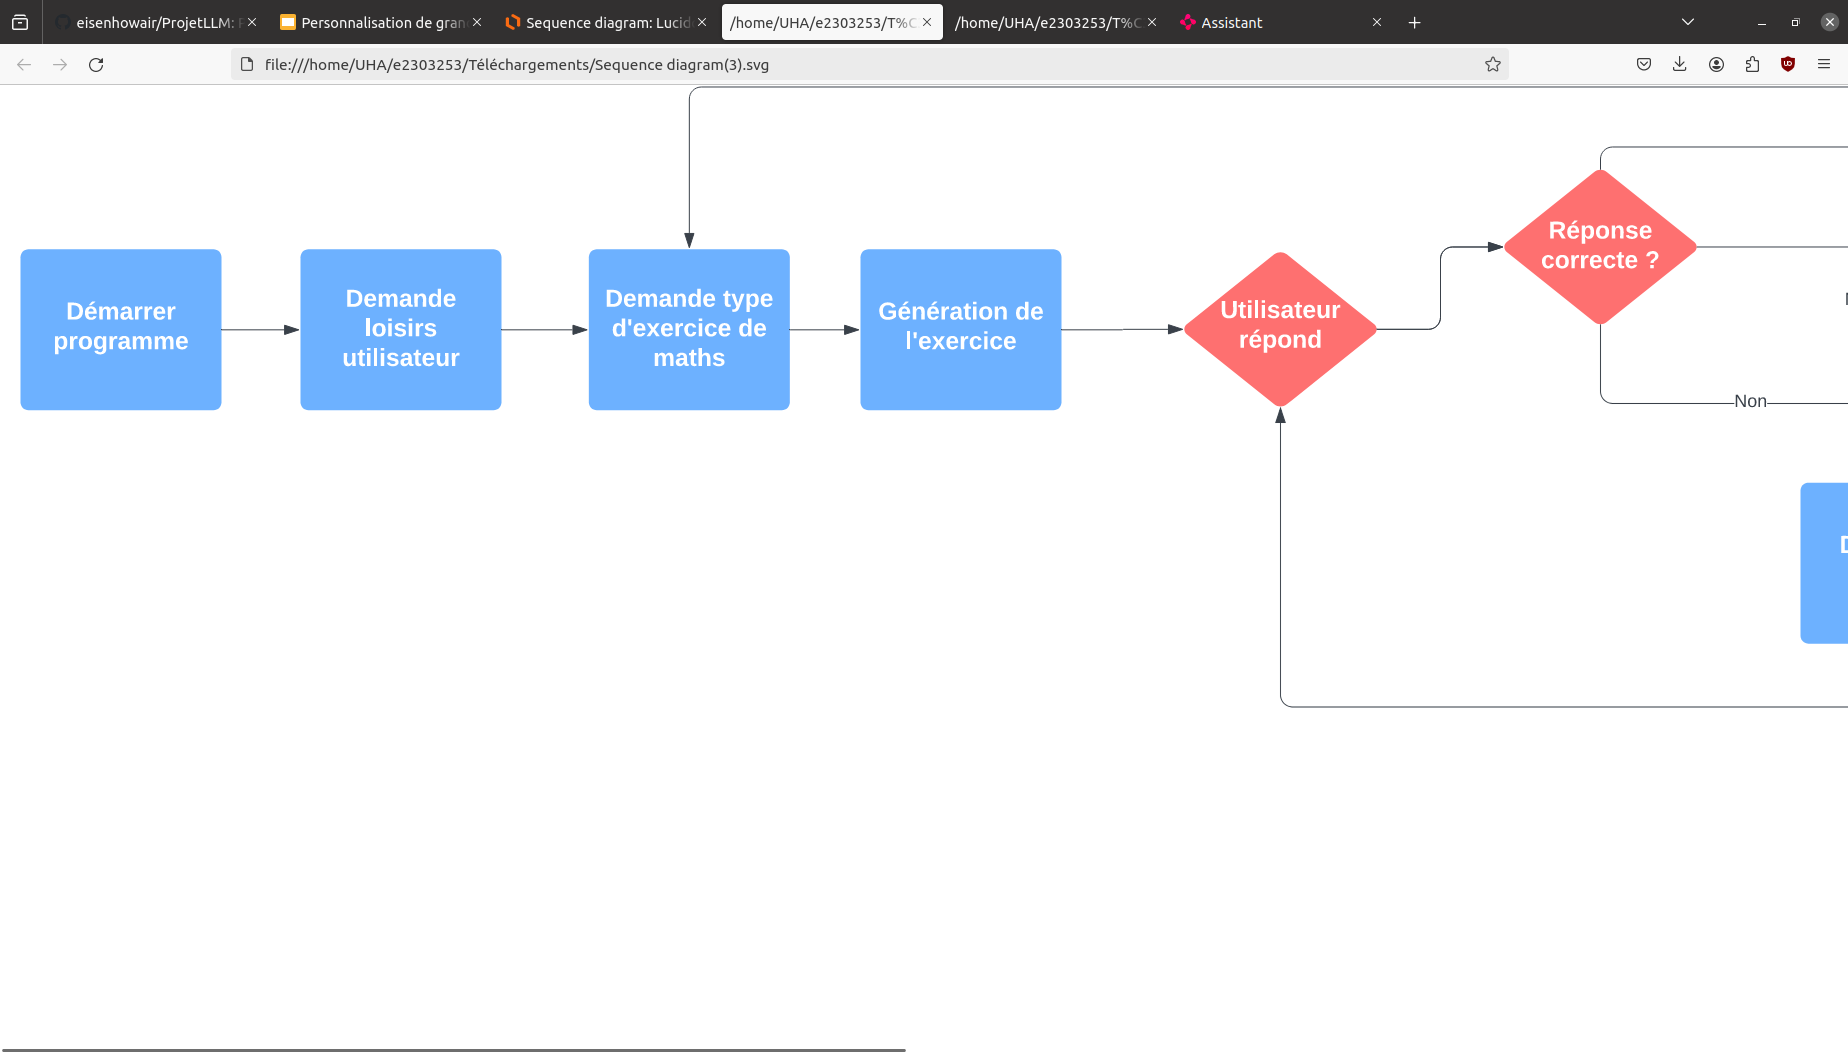 eisenhowair/ProjetLLM:
Personnalisation de gran
Sequence diagram: Lucid
/home/UHA/e2303253/T%C
/home/UHA/e2303253/T%C
Assistant
file:///home/UHA/e2303253/Téléchargements/Sequence diagram(3).svg
Réponse
correcte ?
Démarrer
programme
Demande
loisirs
utilisateur
Demande type
d'exercice de
maths
Génération de
l'exercice
Utilisateur
répond
Non
D